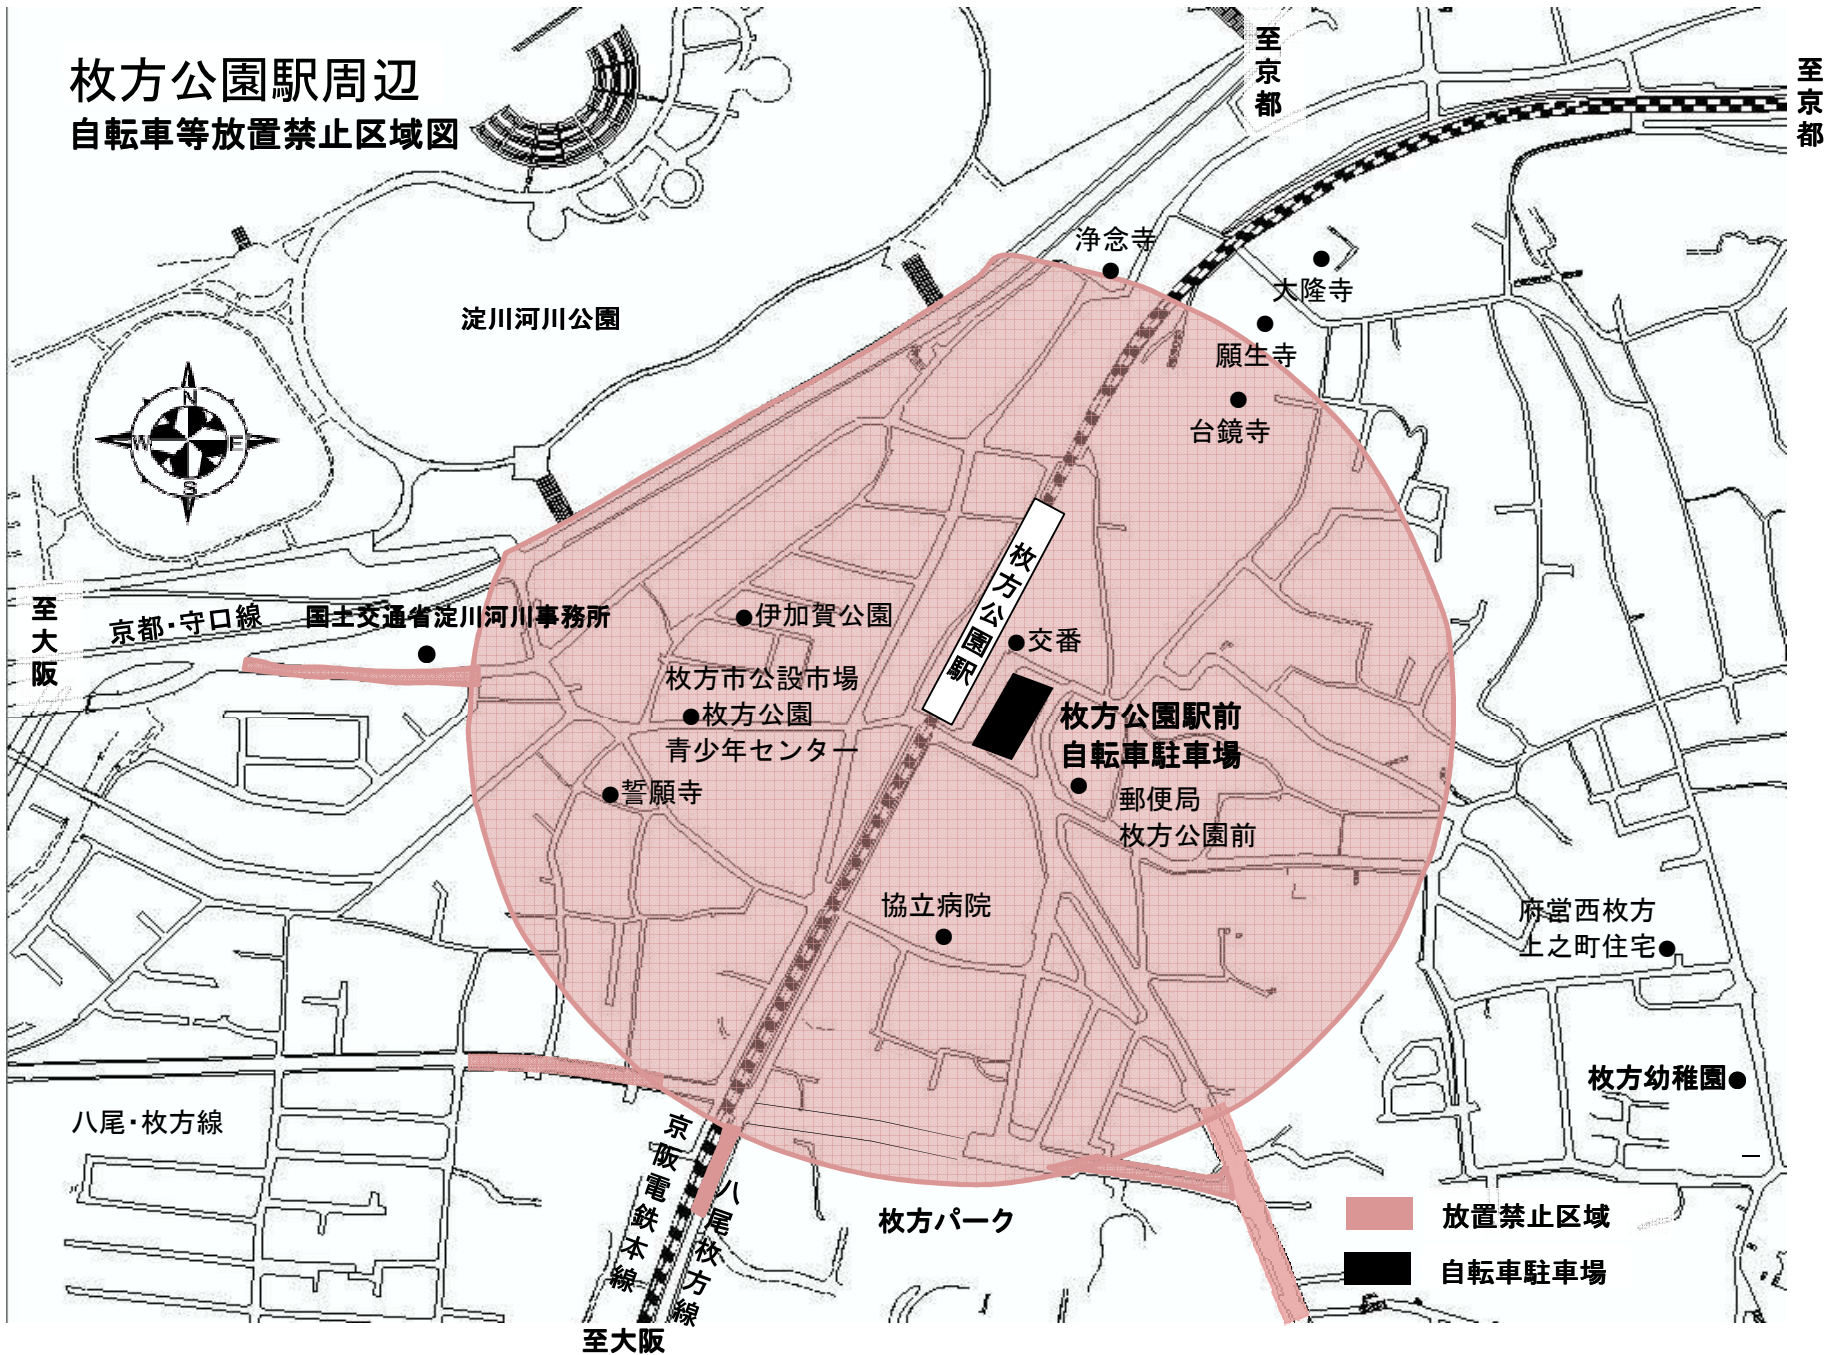 枚方公園駅周辺
自転車等放置禁止区域図
至京都
至京都
浄念寺
大隆寺
願生寺
台鏡寺
淀川河川公園
N
W
E
S
至大阪
京都・守口線
国土交通省淀川河川事務所
伊加賀公園
枚方公園駅
交番
枚方市公設市場
枚方公園
青少年センター
枚方公園駅前
自転車駐車場
誓願寺
郵便局
枚方公園前
協立病院
府営西枚方
上之町住宅
枚方幼稚園
八尾・枚方線
京阪電鉄本線
八尾枚方線
枚方パーク
放置禁止区域
自転車駐車場
至大阪